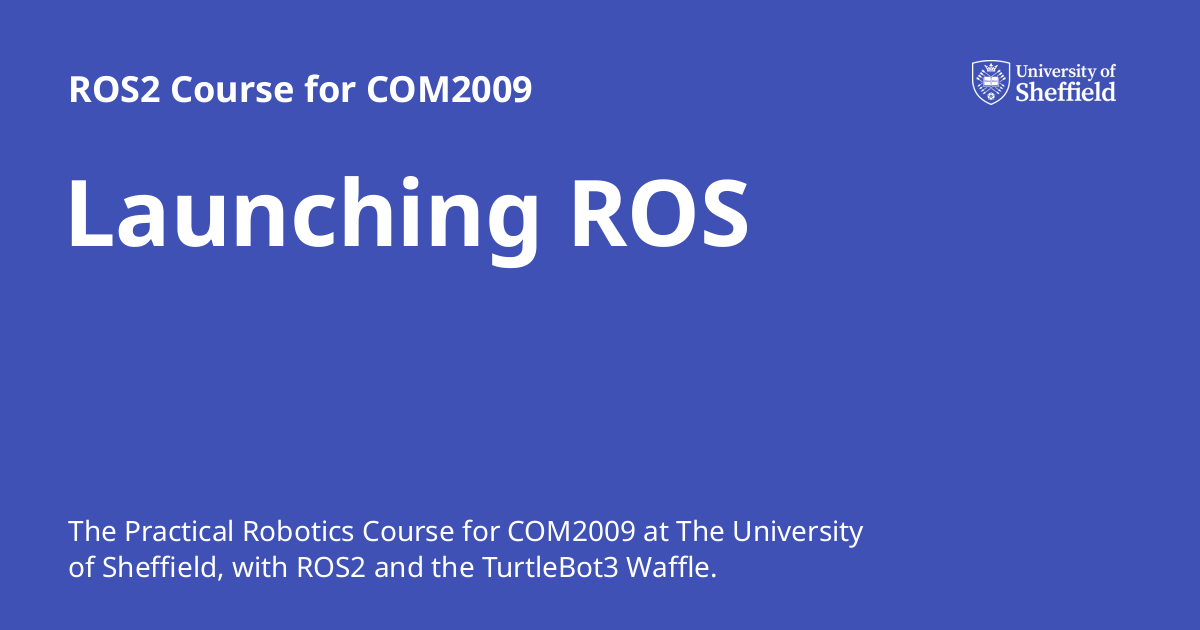 ROS2 Course for COM2009
University of
Sheffield
Launching ROS
The Practical Robotics Course for COM2009 at The University
of Sheffield, with ROS2 and the TurtleBot3 Waffle.